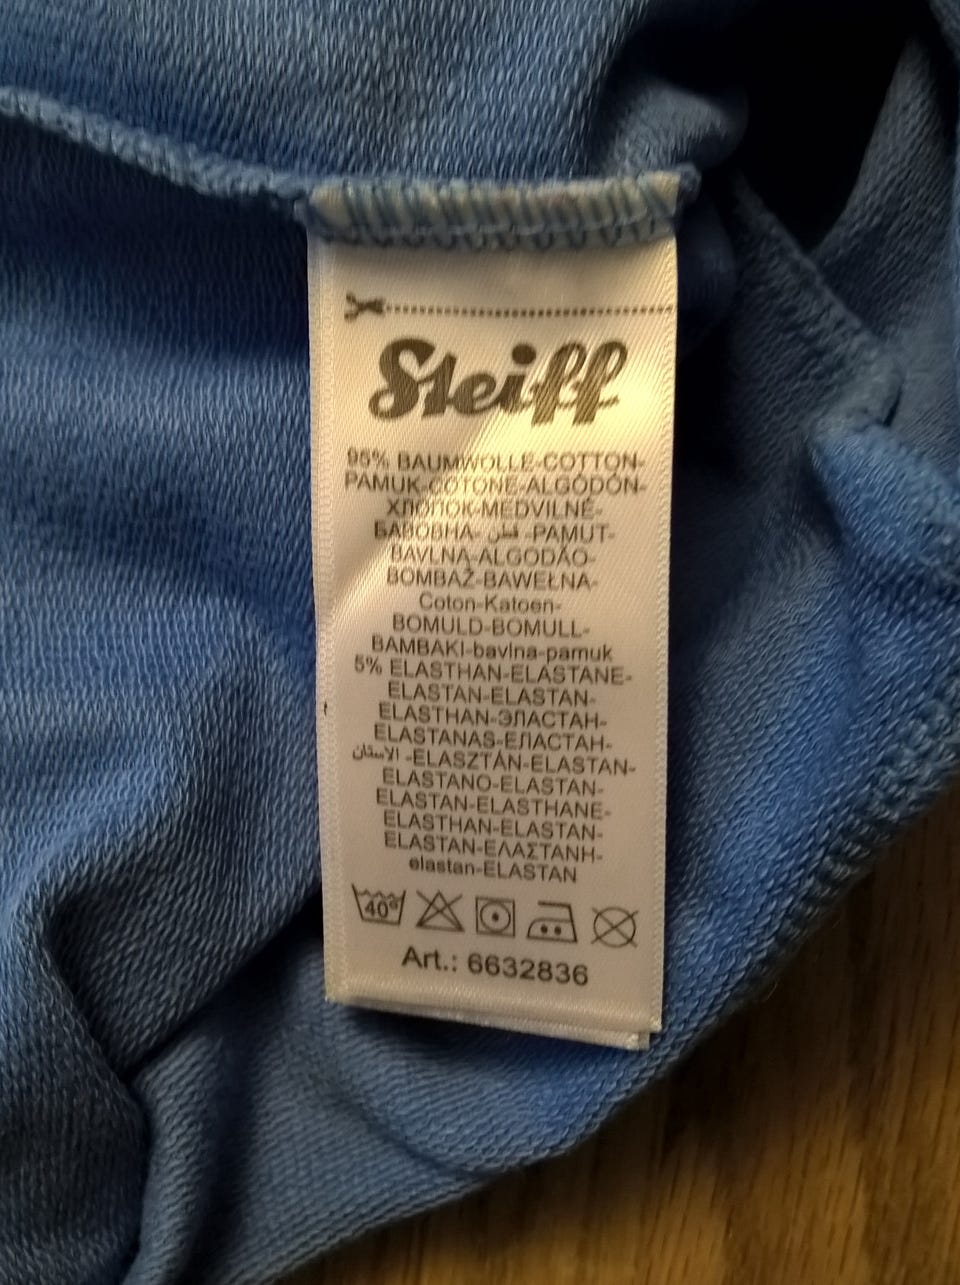 Steiff
95% BAUMWOLLE-COTTON-
PAMUK-COTONE-ALGODÓN-
ХЛОПОК-MEDVILNĖ-
БАВОВНА- قطن -PAMUT-
BAVLNA-ALGODÃO-
BOMBAŽ-BAWEŁNA-
Coton-Katoen-
BOMULD-BOMULL-
BAMBAKI-bavlna-pamuk
5% ELASTHAN-ELASTANE-
ELASTAN-ELASTAN-
ELASTHAN-ЭЛАСТАН-
ELASTANAS-ЕЛАСТАН-
الاستان -ELASZTÁN-ELASTAN-
ELASTANO-ELASTAN-
ELASTAN-ELASTHANE-
ELASTHAN-ELASTAN-
ELASTAN-ΕΛΑΣΤΑΝΗ-
elastan-ELASTAN
40°
Art.: 6632836